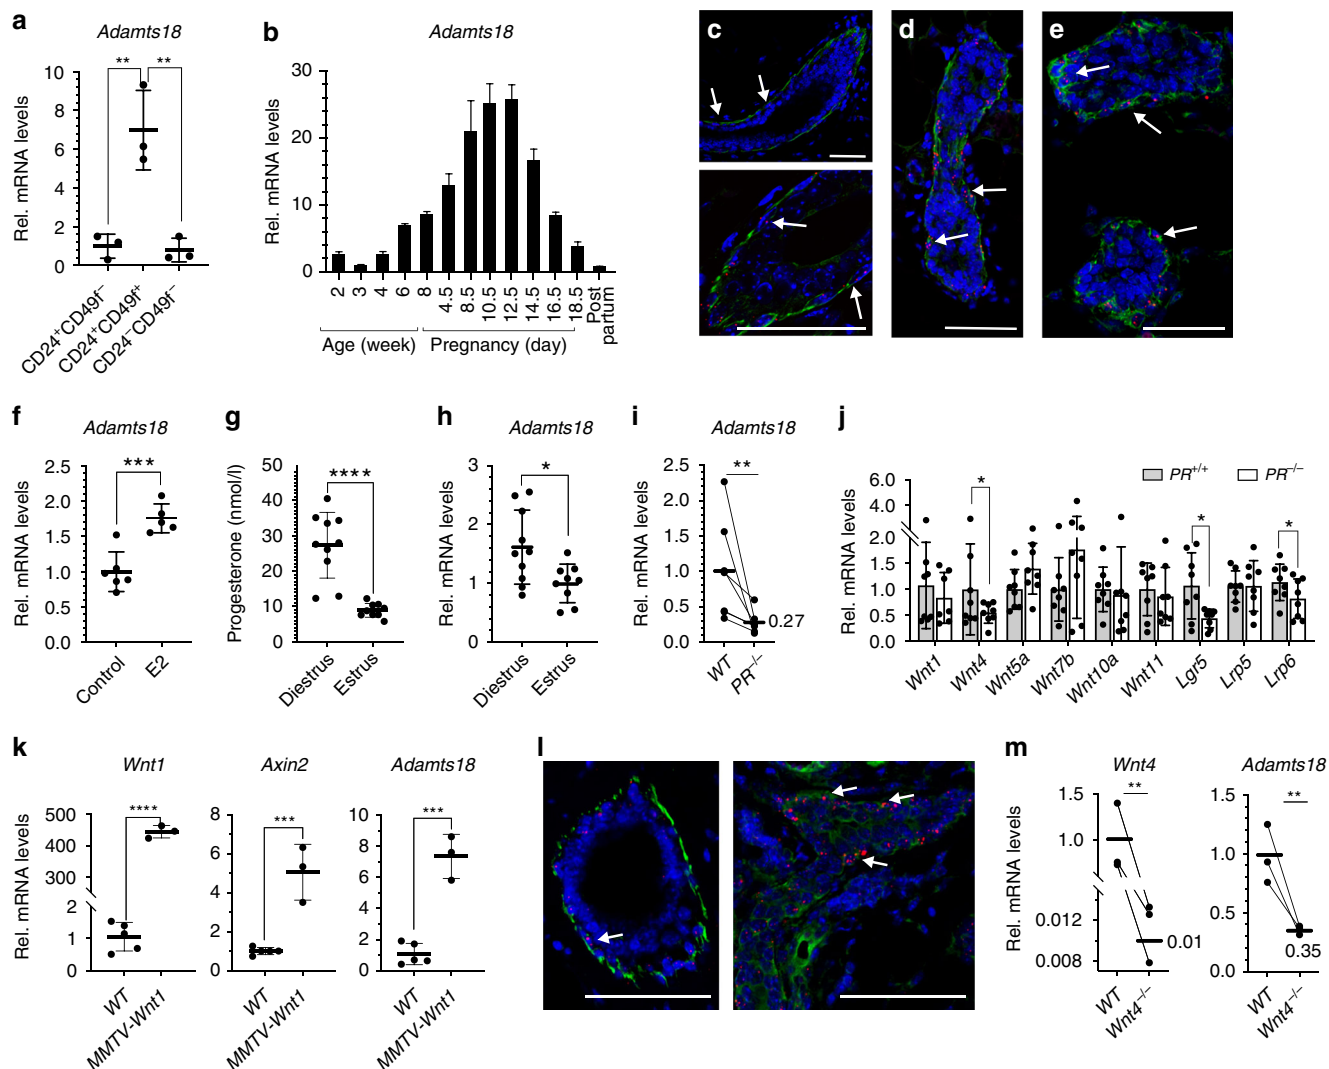 a
Adamts18
Rel. mRNA levels
10
8
6
4
2
0
** **
CD24+CD49f−
CD24+CD49f+
CD24−CD49f−
b
Adamts18
Rel. mRNA levels
30
20
10
0
2 3 4 6 8 4.5 8.5 10.5 12.5 14.5 16.5 18.5 Post partum
Age (week) Pregnancy (day)
c
d
e
f
Adamts18
Rel. mRNA levels
2.5
2.0
1.5
1.0
0.5
0.0
***
Control E2
g
Progesterone (nmol/l)
50
40
30
20
10
0
****
Diestrus Estrus
h
Adamts18
Rel. mRNA levels
3
2
1
0
*
Diestrus Estrus
i
Adamts18
Rel. mRNA levels
2.5
2.0
1.5
1.0
0.5
0.0
**
0.27
WT PR−/−
j
PR+/+ PR−/−
Rel. mRNA levels
6.0
4.0
2.0
1.5
1.0
0.5
0.0
* * *
Wnt1 Wnt4 Wnt5a Wnt7b Wnt10a Wnt11 Lgr5 Lrp5 Lrp6
k
Wnt1
Rel. mRNA levels
500
400
300
2
1
0
****
WT MMTV-Wnt1
Axin2
8
6
4
2
0
***
WT MMTV-Wnt1
Adamts18
10
8
6
4
2
0
***
WT MMTV-Wnt1
l
m
Wnt4
Rel. mRNA levels
1.5
1.0
0.012
0.008
**
0.01
WT Wnt4−/−
Adamts18
1.5
1.0
0.5
0.0
**
0.35
WT Wnt4−/−